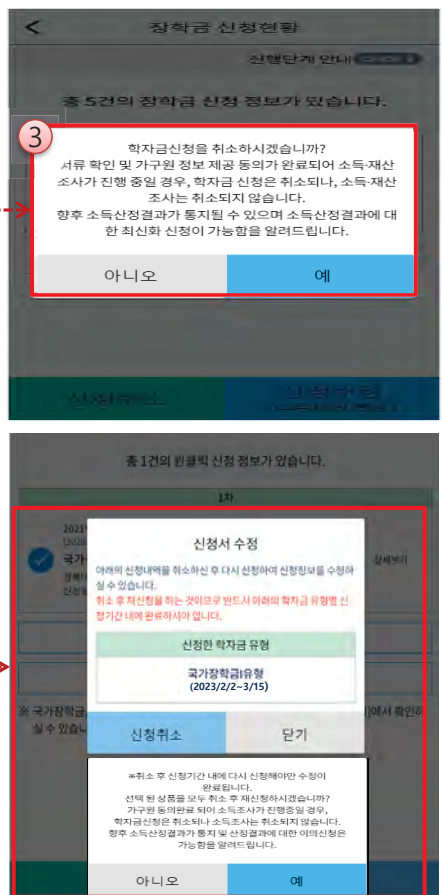 장학금 신청현황
진행단계 안내
총 5건의 장학금 신청 정보가 있습니다.
3
학자금신청을 취소하시겠습니까?
서류 확인 및 가구원 정보 제공 동의가 완료되어 소득·재산
조사가 진행 중일 경우, 학자금 신청은 취소되나, 소득·재산
조사는 취소되지 않습니다.
향후 소득산정결과가 통지될 수 있으며 소득산정결과에 대
한 최신화 신청이 가능함을 알려드립니다.
아니오
예
신청취소
신청수정
총 1건의 원클릭 신청 정보가 있습니다.
1차
2021
국가
상세보기
신청서 수정
아래의 신청내역을 취소하신 후 다시 신청하여 신청정보를 수정하
실 수 있습니다.
취소 후 재신청을 하는 것이므로 반드시 아래의 학자금 유형별 신
청기간 내에 완료하셔야 합니다.
신청한 학자금 유형
국가장학금I유형
(2023/2/2~3/15)
※ 국가장학금
에서 확인하
실 수 있습니
신청취소
닫기
※취소 후 신청기간 내에 다시 신청해야만 수정이
완료됩니다.
선택 된 상품을 모두 취소 후 재신청하시겠습니까?
가구원 동의완료 되어 소득조사가 진행중일 경우,
학자금신청은 취소되나 소득조사는 취소되지 않습니다.
향후 소득산정결과가 통지 및 산정결과에 대한 이의신청은
가능함을 알려드립니다.
아니오
예